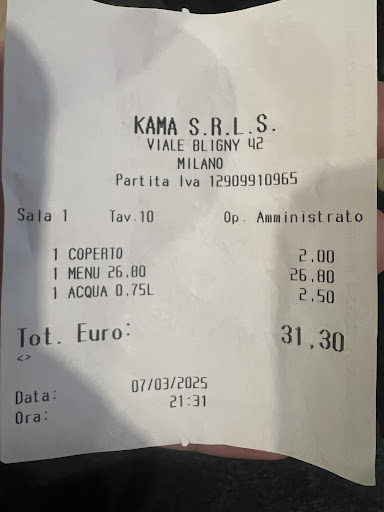 KAMA S.R.L.S.
VIALE BLIGNY 42
MILANO
Partita Iva 12909910965
Sala 1 Tav.10 Op. Amministrato
1 COPERTO 2.00
1 MENU 26.80 26.80
1 ACQUA 0.75L 2.50
Tot. Euro: 31,30
<>
Data: 07/03/2025
Ora: 21:31